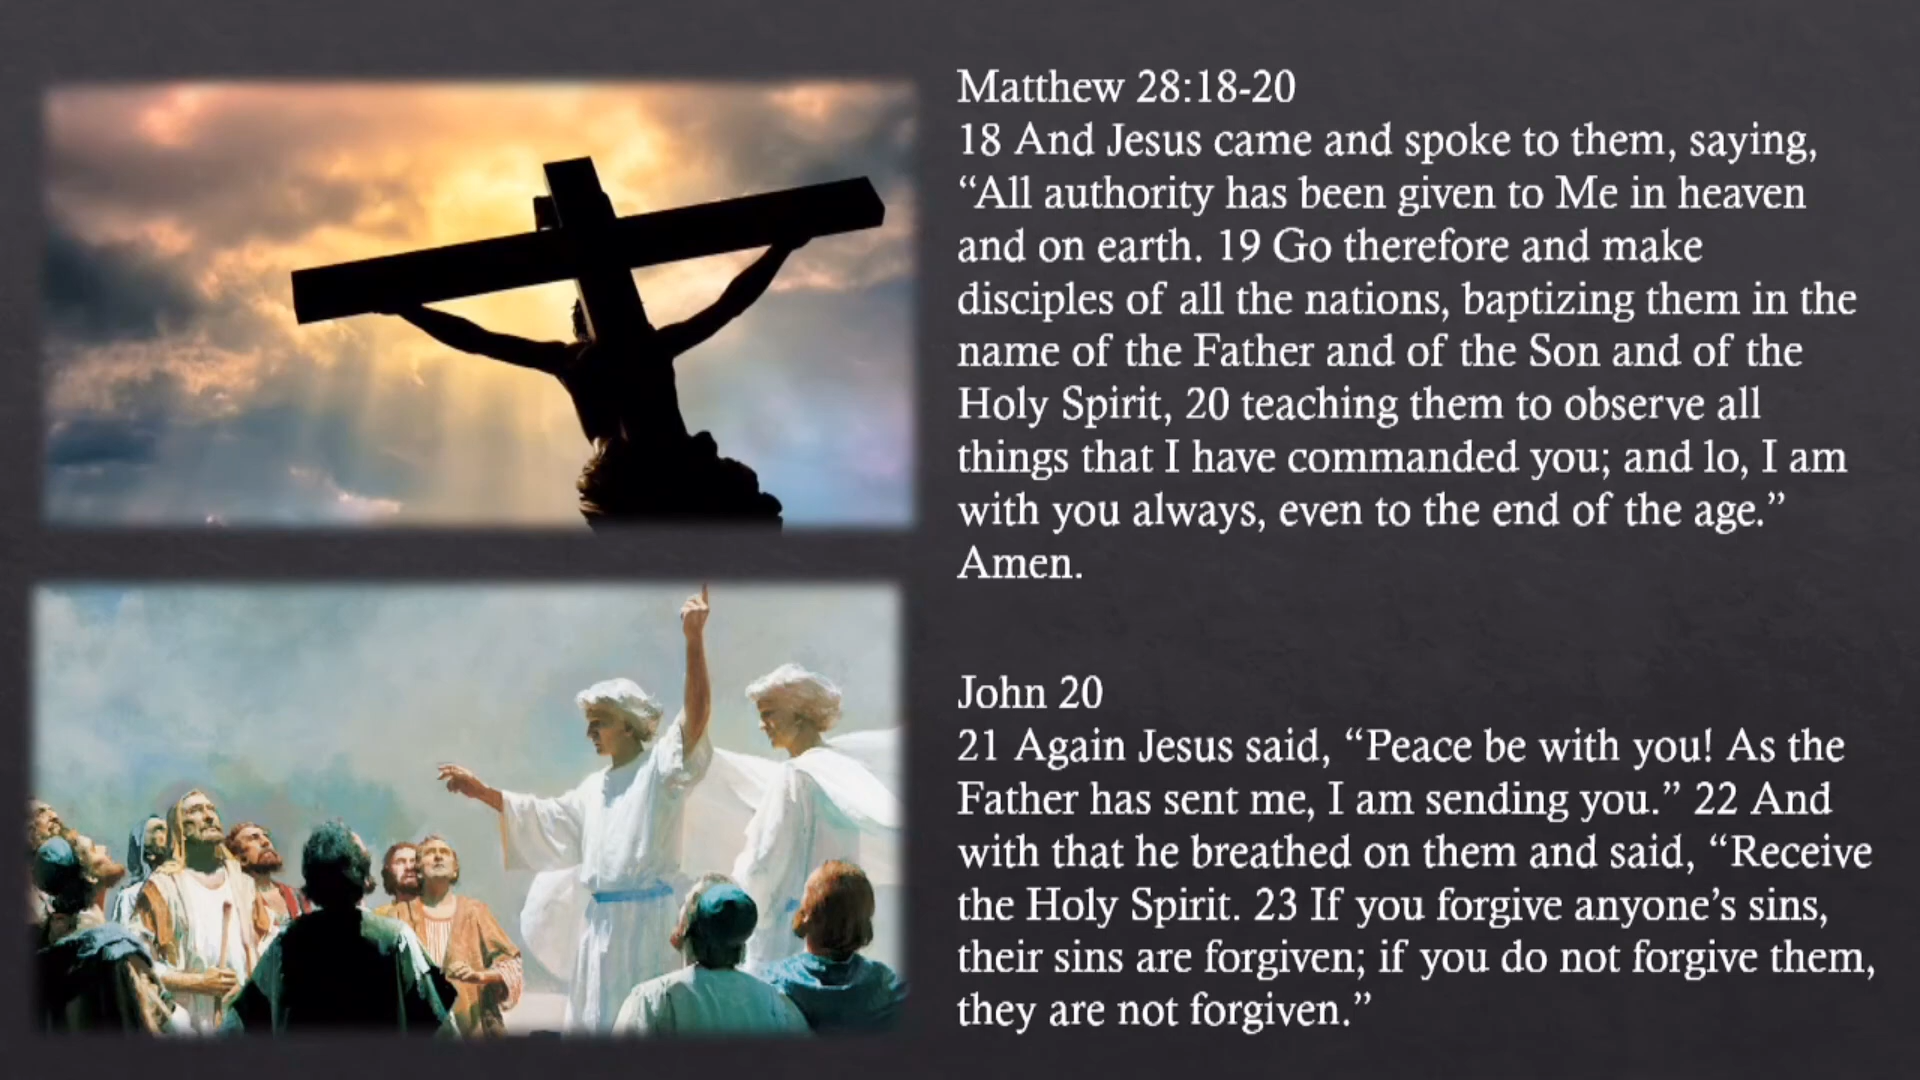 Matthew 28:18-20
18 And Jesus came and spoke to them, saying,
“All authority has been given to Me in heaven
and on earth. 19 Go therefore and make
disciples of all the nations, baptizing them in the
name of the Father and of the Son and of the
Holy Spirit, 20 teaching them to observe all
things that I have commanded you; and lo, I am
with you always, even to the end of the age.”
Amen.
John 20
21 Again Jesus said, “Peace be with you! As the
Father has sent me, I am sending you.” 22 And
with that he breathed on them and said, “Receive
the Holy Spirit. 23 If you forgive anyone’s sins,
their sins are forgiven; if you do not forgive them,
they are not forgiven.”